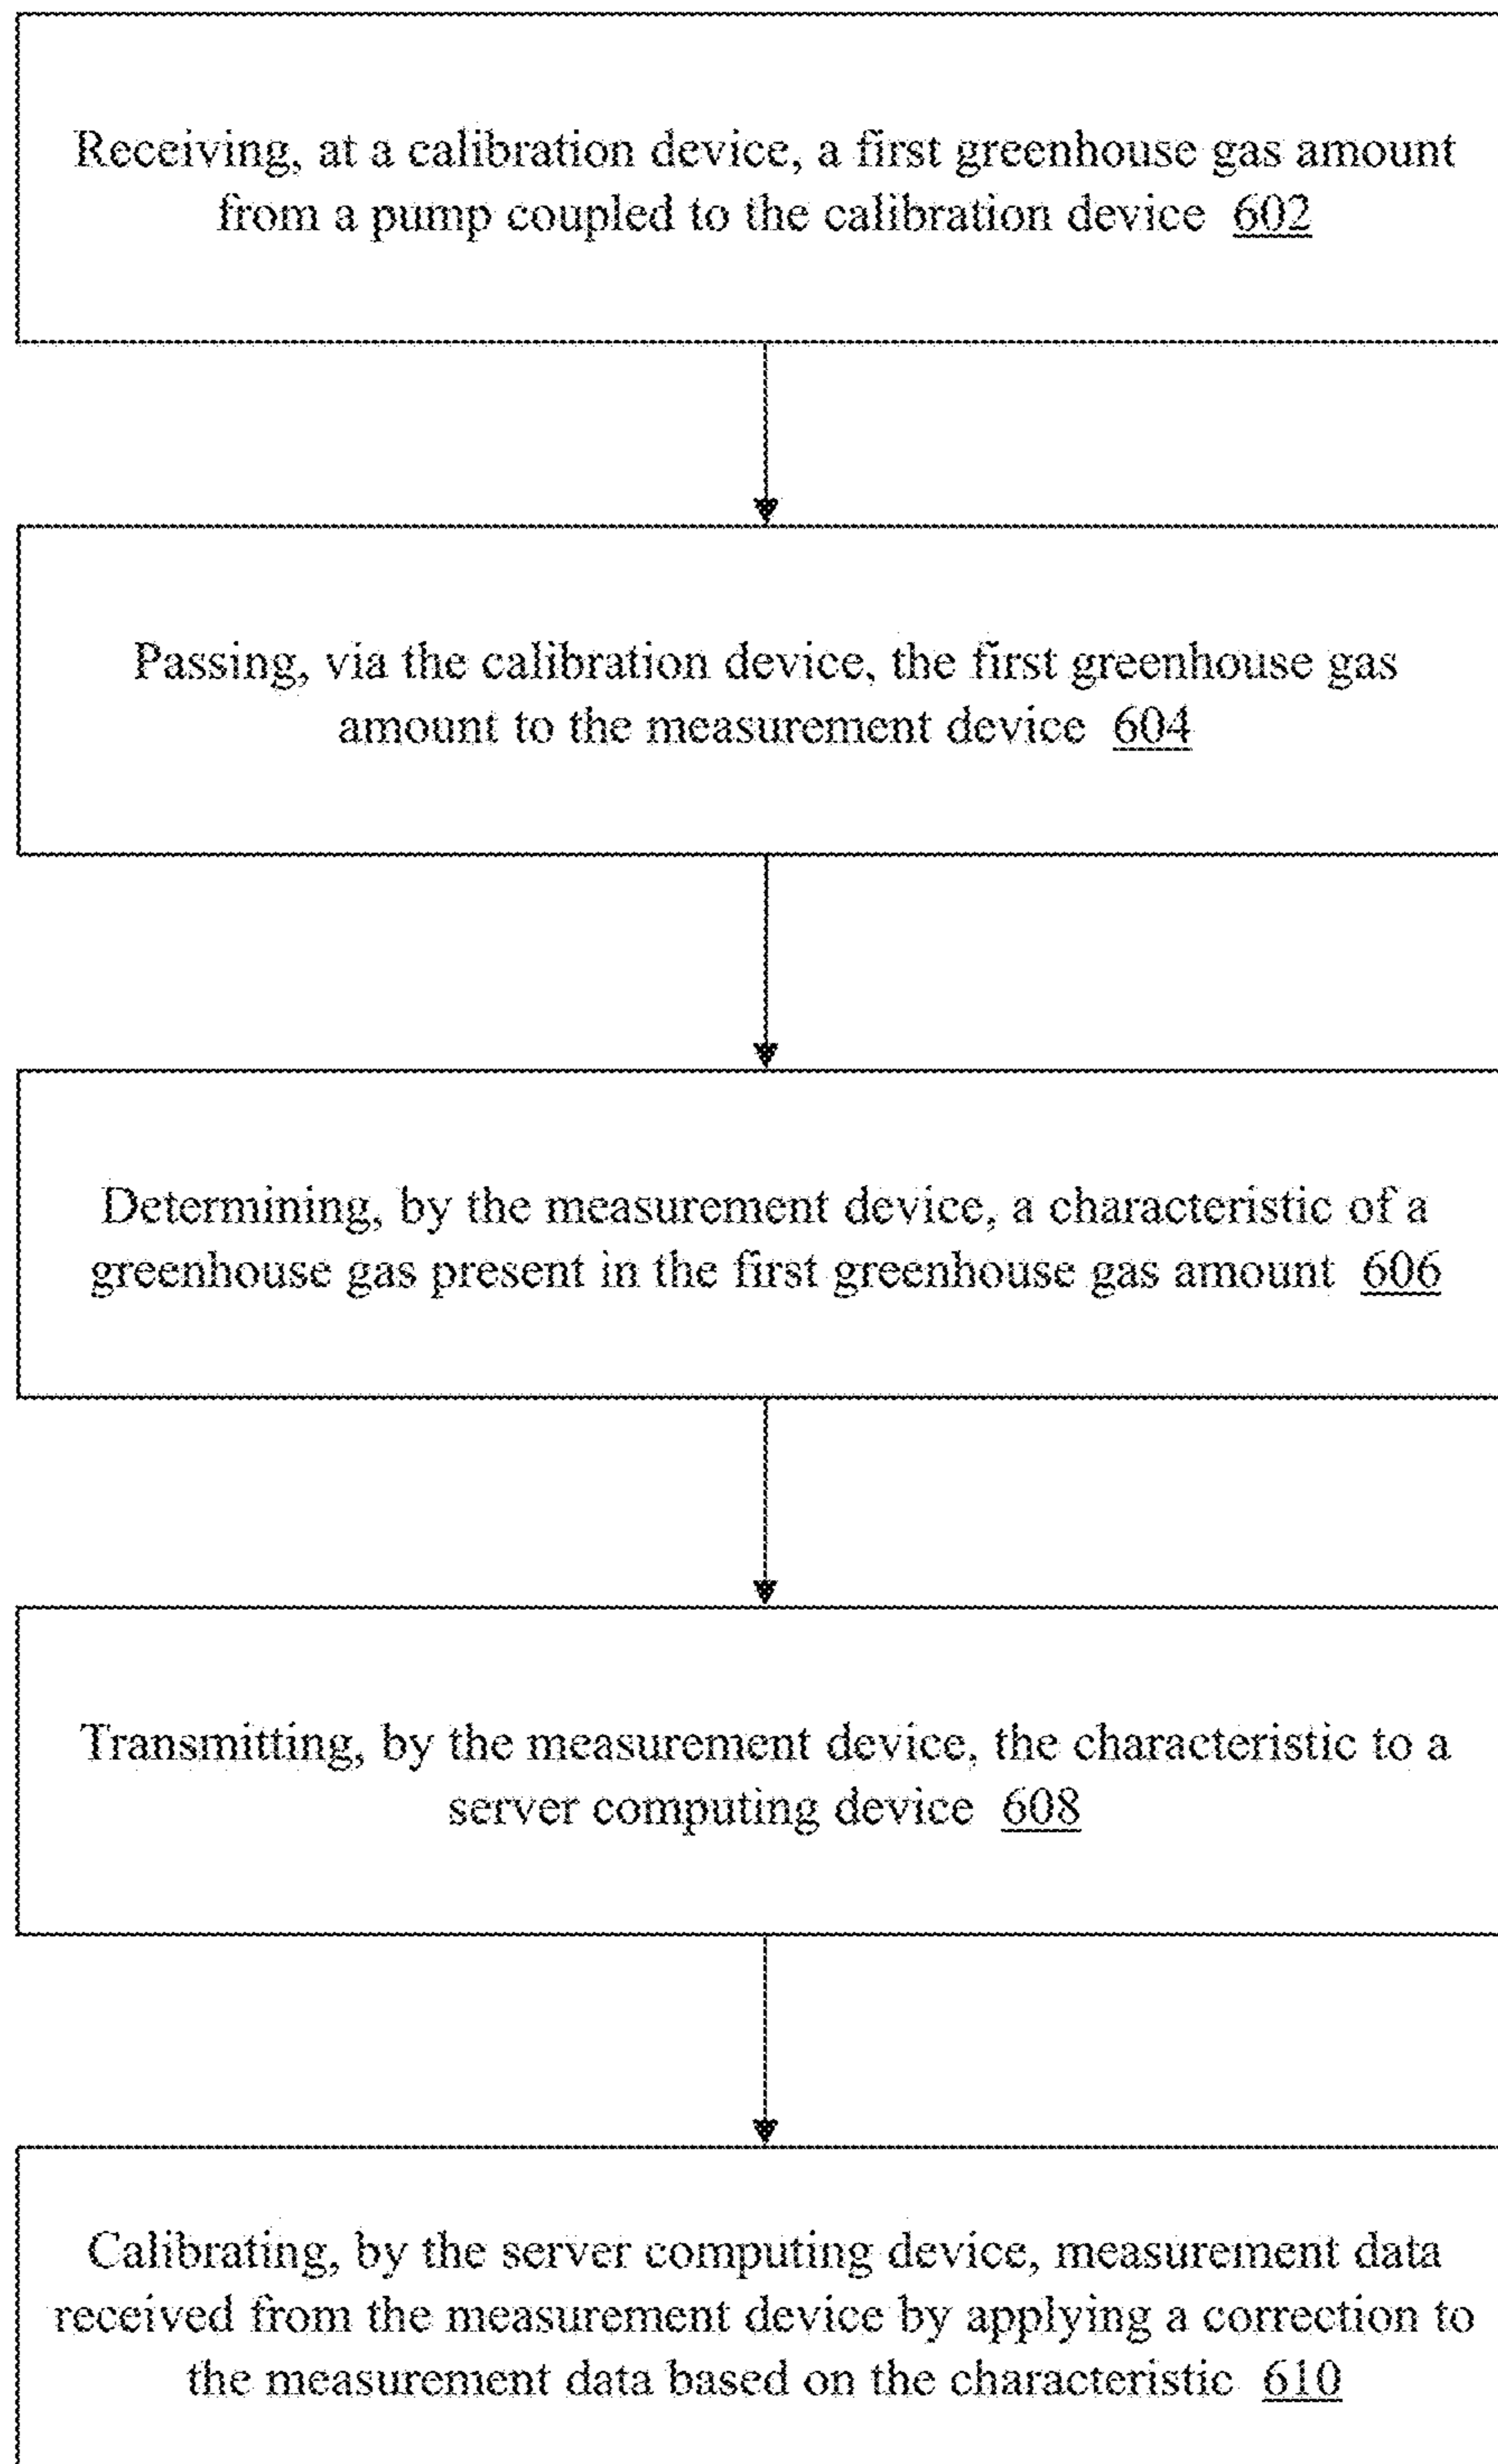 Receiving, at a calibration device, a first greenhouse gas amount
from a pump coupled to the calibration device 602
Passing, via the calibration device, the first greenhouse gas
amount to the measurement device 604
Determining, by the measurement device, a characteristic of a
greenhouse gas present in the first greenhouse gas amount 606
Transmitting, by the measurement device, the characteristic to a
server computing device 608
Calibrating, by the server computing device, measurement data
received from the measurement device by applying a correction to
the measurement data based on the characteristic 610